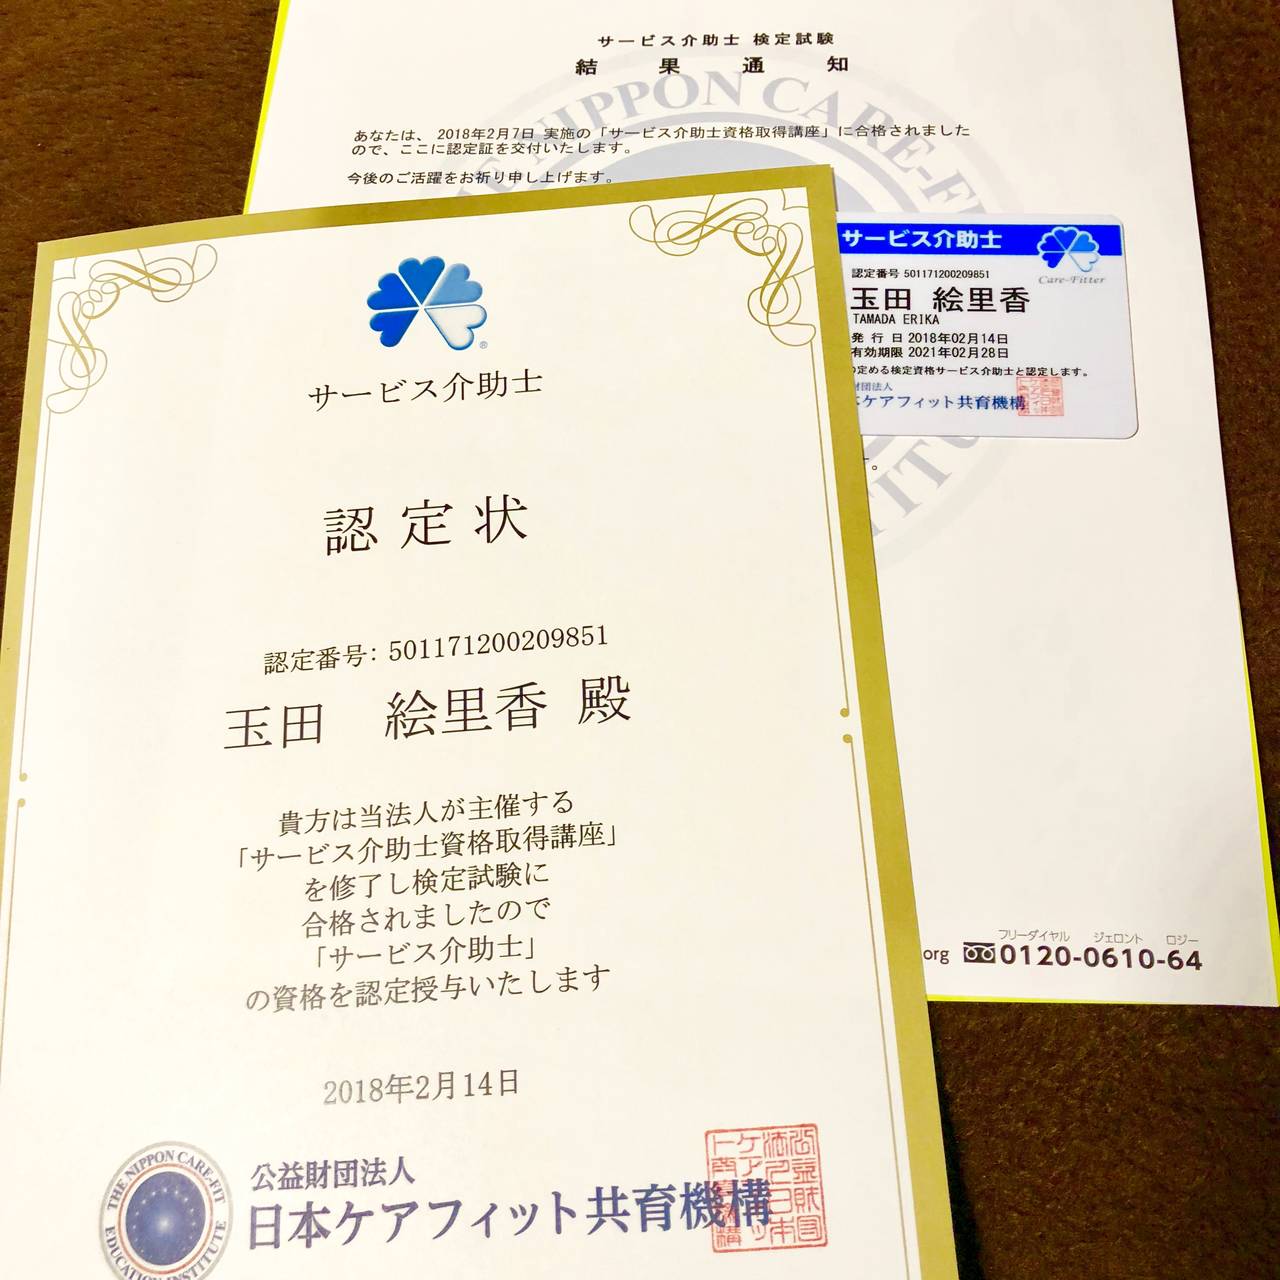 サービス介助士 検定試験
結果通知
あなたは、2018年2月7日 実施の「サービス介助士資格取得講座」に合格されました
ので、ここに認定証を交付いたします。
今後のご活躍をお祈り申し上げます。
THE NIPPON CARE-FI
サービス介助士
Care-Fitter
認定番号 501171200209851
玉田 絵里香
TAMADA ERIKA
発行日 2018年02月14日
有効期限 2021年02月28日
の定める検定資格サービス介助士と認定します。
財団法人
本ケアフィット共育機構
す。
org 0120-0610-64
フリーダイヤル ジェロント ロジー
サービス介助士
認定状
認定番号: 501171200209851
玉田 絵里香 殿
貴方は当法人が主催する
「サービス介助士資格取得講座」
を修了し検定試験に
合格されましたので
「サービス介助士」
の資格を認定授与いたします
2018年2月14日
THE NIPPON CARE-FIT
EDUCATION INSTITUTE
公益財団法人
日本ケアフィット共育機構